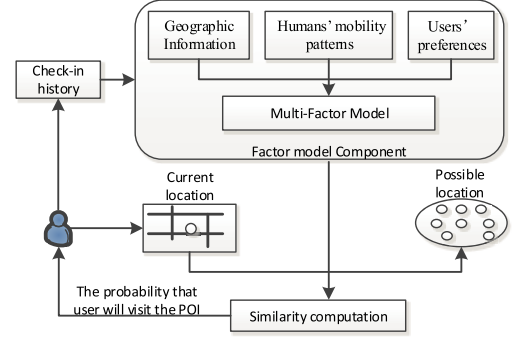 Geographic
Information
Humans' mobility
patterns
Users'
preferences
Check-in
history
Multi-Factor Model
Factor model Component
Current
location
Possible
location
The probability that
user will visit the POI
Similarity computation